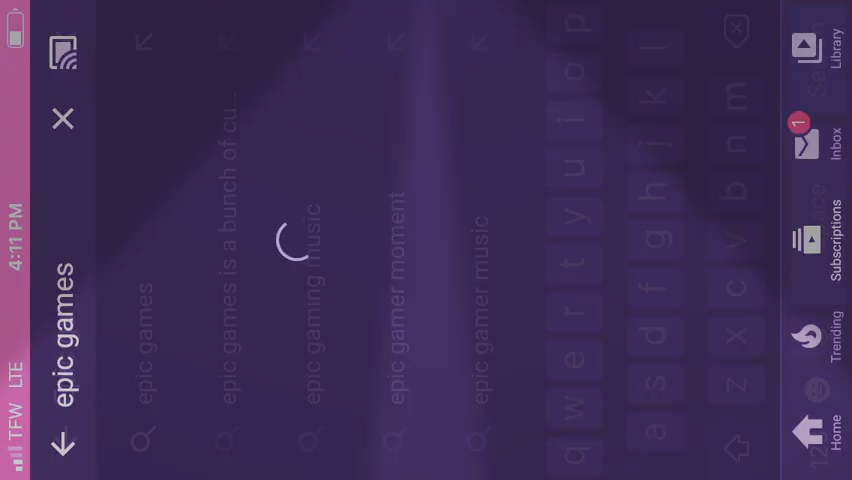 TFW LTE 4:11 PM
epic games
epic games
epic games is a bunch of cu...
epic gaming music
epic gamer moment
epic gamer music
q w e r t y u i o p
a s d f g h j k l
z x c v b n m
1
Home Trending Subscriptions Inbox Library